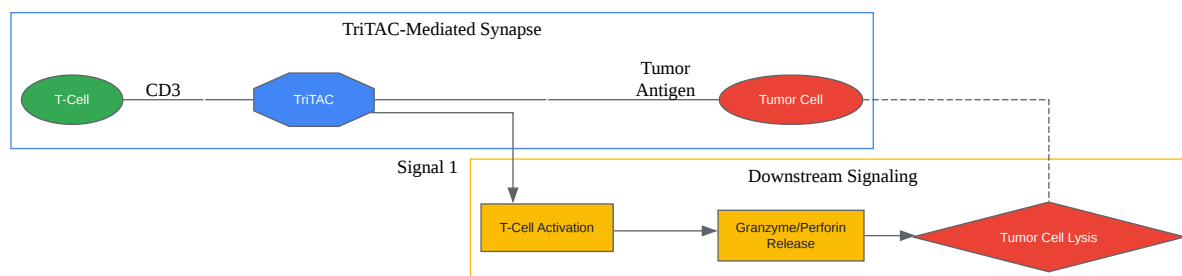 TriTAC-Mediated Synapse
T-Cell
CD3
TriTAC
Tumor
Antigen
Tumor Cell
Signal 1
Downstream Signaling
T-Cell Activation
Granzyme/Perforin
Release
Tumor Cell Lysis